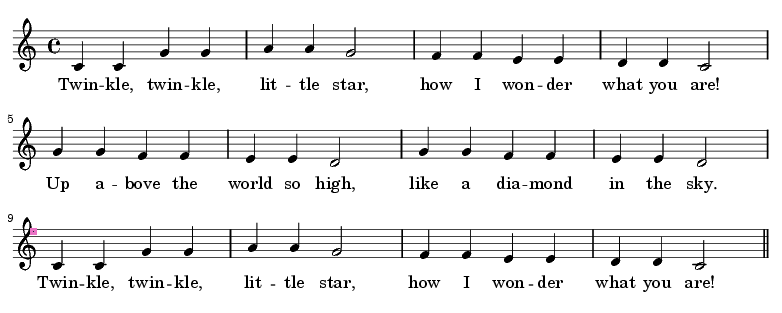 Twin-kle, twin-kle, lit - tle star, how I won-der what you are!
5
Up a - bove the world so high, like a dia-mond in the sky.
9
Twin-kle, twin-kle, lit - tle star, how I won-der what you are!